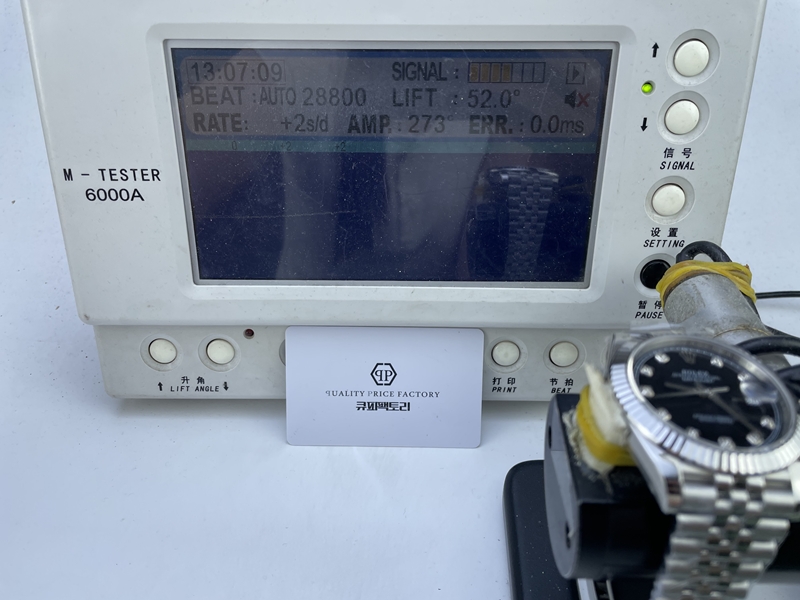 13:07:09 SIGNAL :
BEAT : AUTO 28800 LIFT : 52.0°
RATE: +2s/d AMP. : 273° ERR. : 0.0ms
M - TESTER
6000A
信号
SIGNAL
设置
SETTING
暂停
PAUSE
升角
LIFT ANGLE
打印
PRINT
节拍
BEAT
QP
QUALITY PRICE FACTORY
큐피팩토리
ROLEX